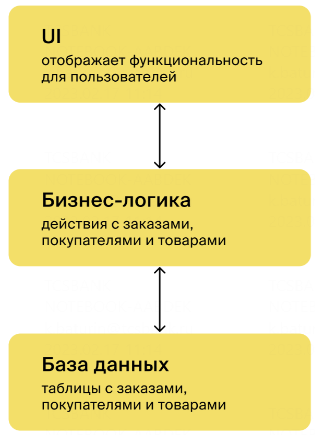 UI
отображает функциональность
для пользователей
Бизнес-логика
действия с заказами,
покупателями и товарами
База данных
таблицы с заказами,
покупателями и товарами